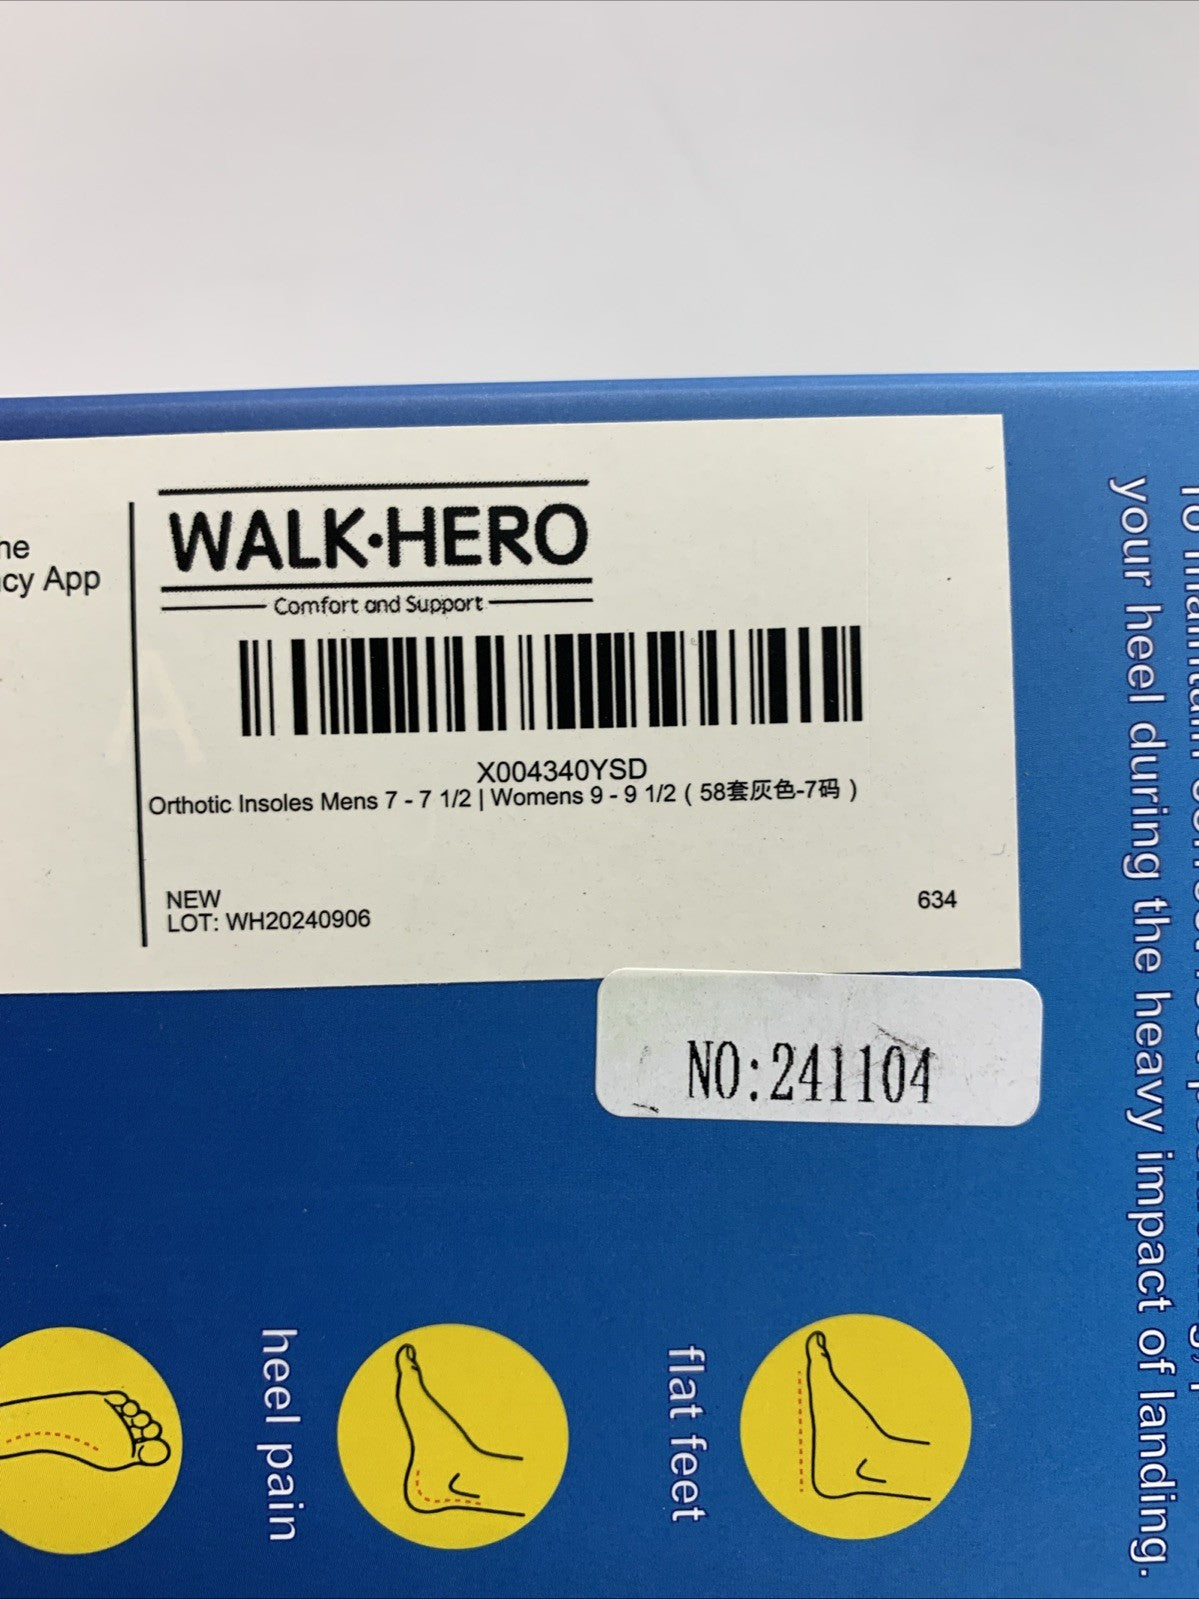 cy App
WALK·HERO
Comfort and Support
X004340YSD
Orthotic Insoles Mens 7 - 7 1/2 | Womens 9 - 9 1/2 ( 58套灰色-7码 )
NEW
LOT: WH20240906
634
NO:241104
your heel during the heavy impact of landing.
heel pain
flat feet